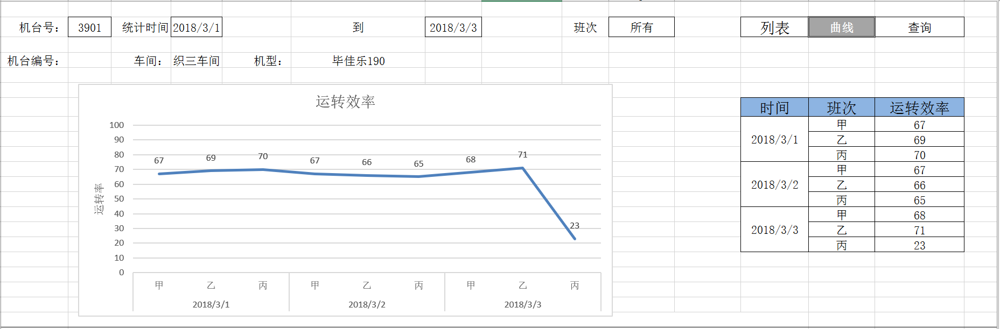 机台号： 3901 统计时间 2018/3/1 到 2018/3/3 班次 所有 列表 曲线 查询
机台编号： 车间： 织三车间 机型： 毕佳乐190
运转效率
运转率
100
90
80
70
60
50
40
30
20
10
0
67 69 70 67 66 65 68 71 23
甲 乙 丙 甲 乙 丙 甲 乙 丙
2018/3/1 2018/3/2 2018/3/3
时间 班次 运转效率
2018/3/1 甲 67
乙 69
丙 70
2018/3/2 甲 67
乙 66
丙 65
2018/3/3 甲 68
乙 71
丙 23